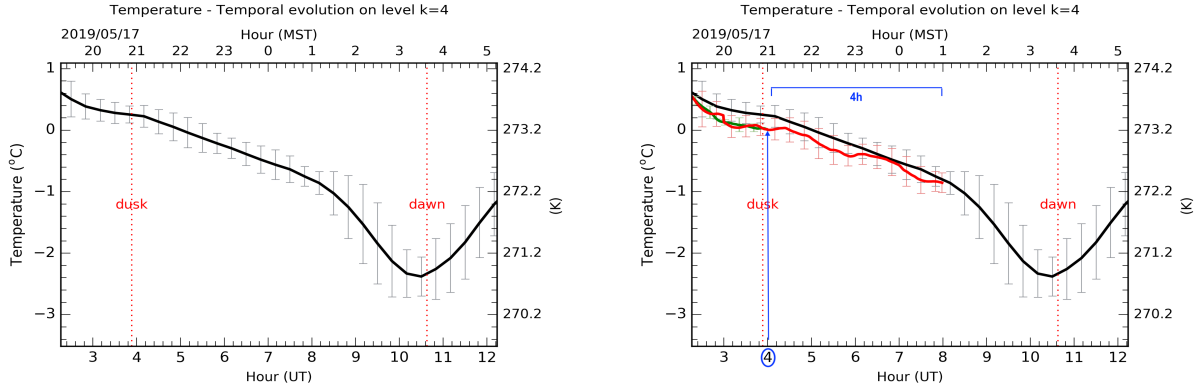 Temperature - Temporal evolution on level k=4
2019/05/17 Hour (MST)
20 21 22 23 0 1 2 3 4 5
1 274.2
0 273.2
−1 272.2
−2 271.2
−3 270.2
Temperature (°C)
(K)
dusk dawn
3 4 5 6 7 8 9 10 11 12
Hour (UT)
Temperature - Temporal evolution on level k=4
2019/05/17 Hour (MST)
20 21 22 23 0 1 2 3 4 5
4h
1 274.2
0 273.2
−1 272.2
−2 271.2
−3 270.2
Temperature (°C)
(K)
dusk dawn
3 4 5 6 7 8 9 10 11 12
Hour (UT)